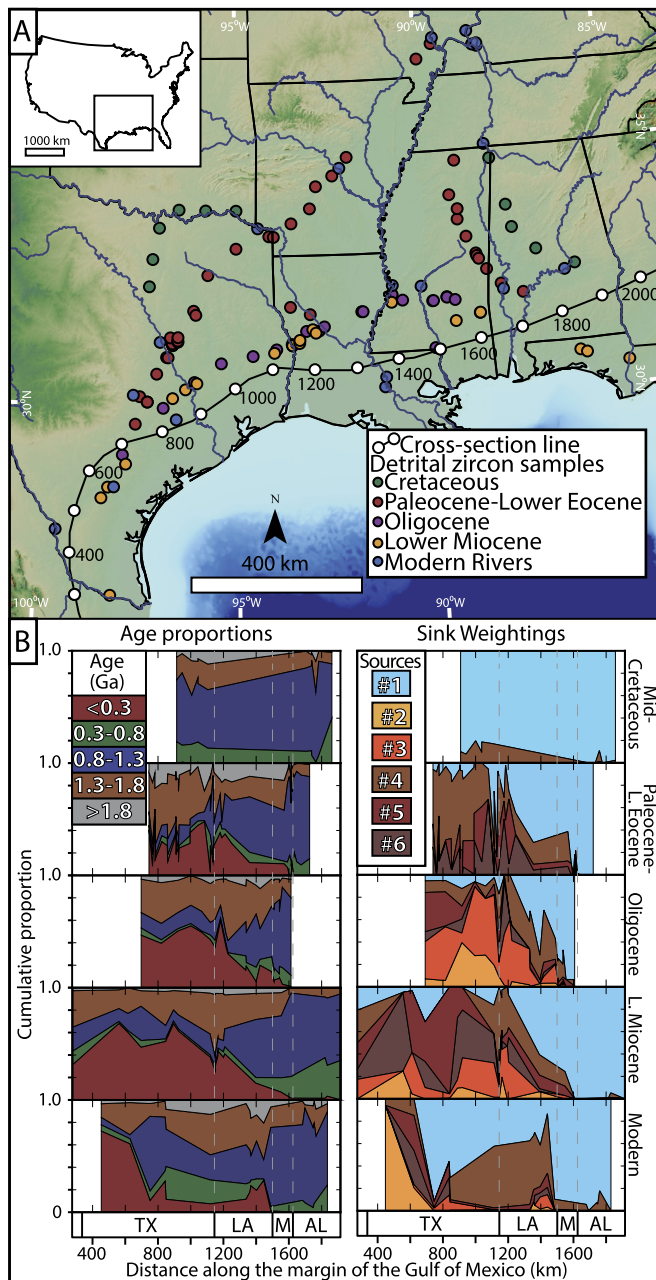 A
95°W
90°W
85°W
35°N
1000 km
2000
1800
1600
1400
1200
1000
800
600
400
30°N
30°N
Cross-section line
Detrital zircon samples
Cretaceous
Paleocene-Lower Eocene
Oligocene
Lower Miocene
Modern Rivers
N
400 km
100°W
95°W
90°W
B
Age proportions
Sink Weightings
1.0
Age
(Ga)
<0.3
0.3-0.8
0.8-1.3
1.3-1.8
>1.8
Sources
#1
#2
#3
#4
#5
#6
Mid-
Cretaceous
1.0
Paleocene-
L. Eocene
1.0
Oligocene
1.0
L. Miocene
1.0
Modern
0
Cumulative proportion
TX
LA
M
AL
TX
LA
M
AL
400
800
1200
1600
400
800
1200
1600
Distance along the margin of the Gulf of Mexico (km)